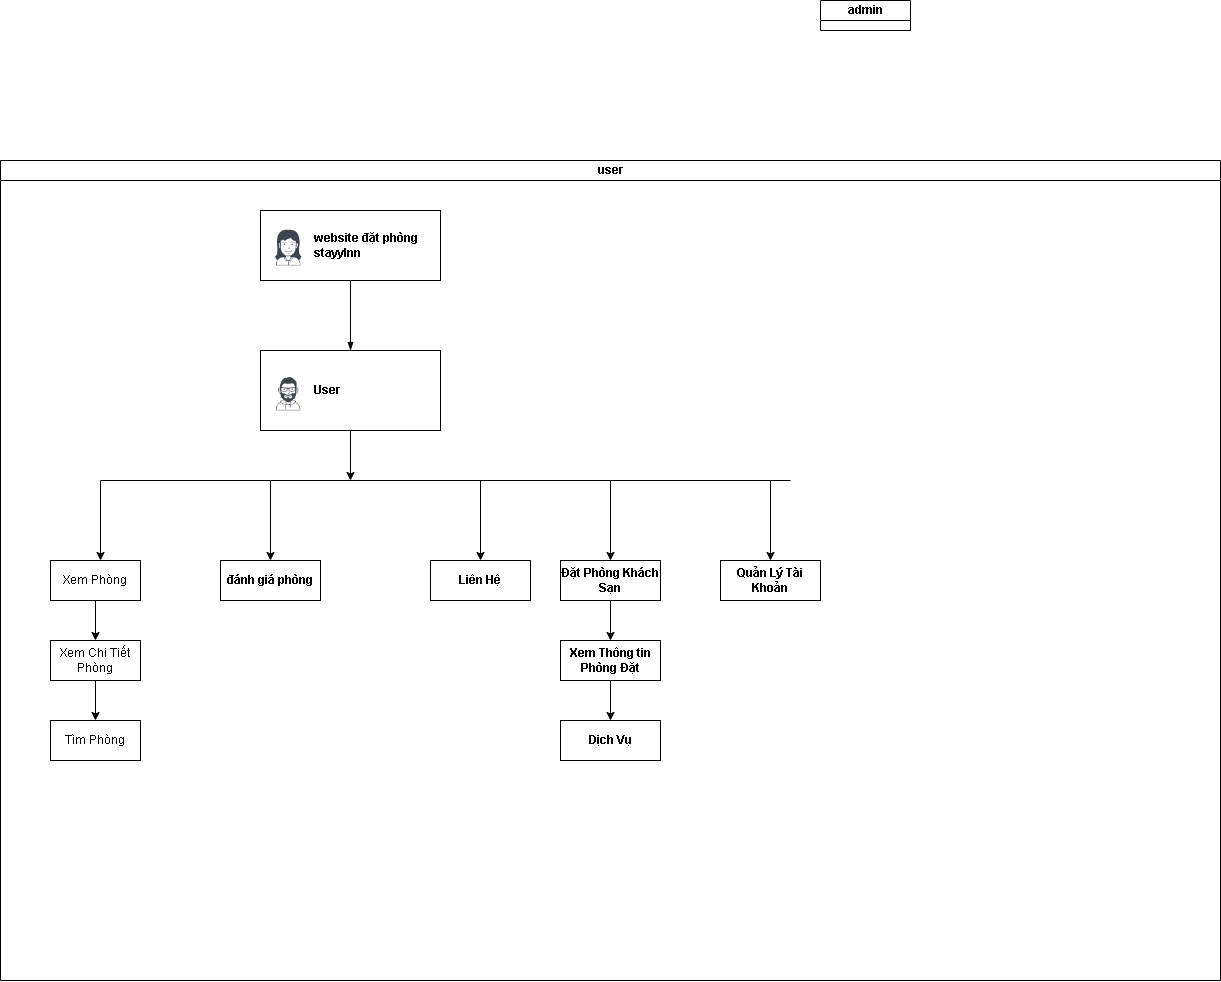 admin
user
website đặt phòng
stayyInn
User
Xem Phòng
đánh giá phòng
Liên Hệ
Đặt Phòng Khách
Sạn
Quản Lý Tài
Khoản
Xem Chi Tiết
Phòng
Xem Thông tin
Phòng Đặt
Tìm Phòng
Dịch Vụ